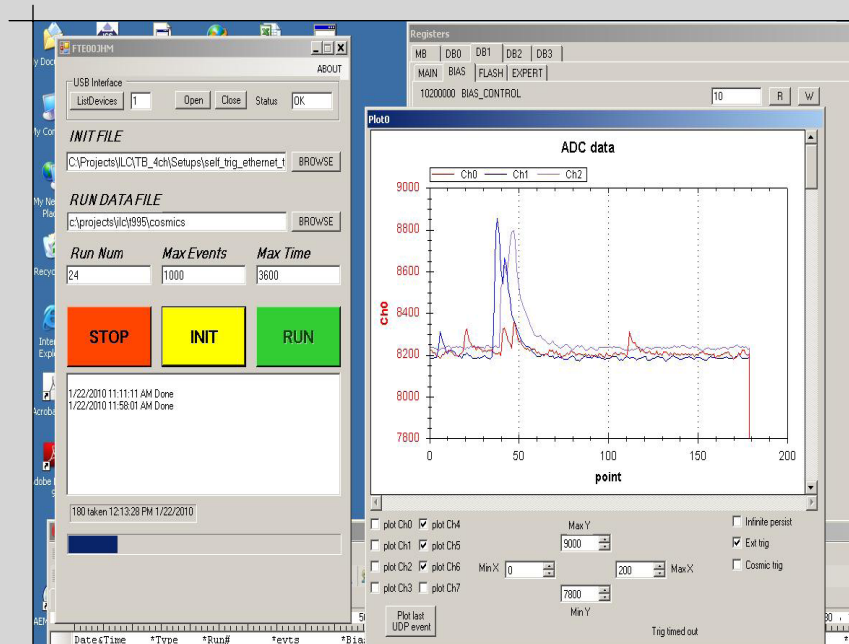 FTE00JHM
ABOUT
USB Interface
ListDevices 1 Open Close Status OK
INIT FILE
C:\Projects\ILC\TB_4ch\Setups\self_trig_ethernet_t BROWSE
RUN DATA FILE
c:\projects\ilc\t995\cosmics BROWSE
Run Num Max Events Max Time
24 1000 3600
STOP INIT RUN
1/22/2010 11:11:11 AM Done
1/22/2010 11:58:01 AM Done
180 taken 12:13:28 PM 1/22/2010
Date&Time *Type *Run# *evts *Bia
Registers
MB DB0 DB1 DB2 DB3
MAIN BIAS FLASH EXPERT
10200000 BIAS_CONTROL 10 R W
Plot0
ADC data
Ch0 Ch1 Ch2
9000
8800
8600
8400
8200
8000
7800
Ch0
0 50 100 150 200
point
plot Ch0 plot Ch4 Max Y Infinite persist
plot Ch1 plot Ch5 9000 Ext trig
plot Ch2 plot Ch6 Min X 0 200 Max X Cosmic trig
plot Ch3 plot Ch7 7800
Plot last
UDP event
Min Y
Trig timed out